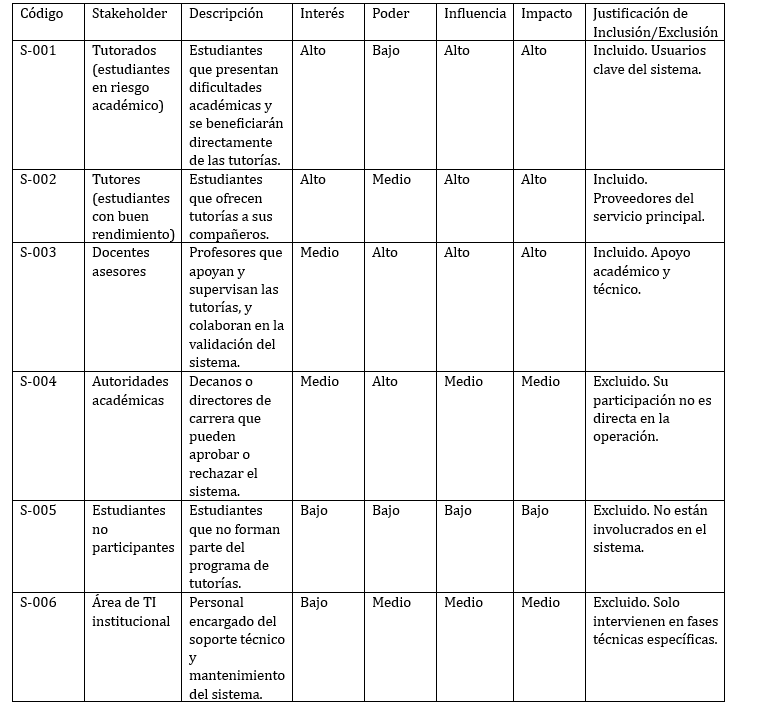 Código Stakeholder Descripción Interés Poder Influencia Impacto Justificación de
Inclusión/Exclusión
S-001 Tutorados Estudiantes Alto Bajo Alto Alto Incluido. Usuarios
(estudiantes que presentan clave del sistema.
en riesgo dificultades
académico) académicas y
se beneficiarán
directamente
de las tutorías.
S-002 Tutores Estudiantes Alto Medio Alto Alto Incluido.
(estudiantes que ofrecen Proveedores del
con buen tutorías a sus servicio principal.
rendimiento) compañeros.
S-003 Docentes Profesores que Medio Alto Alto Alto Incluido. Apoyo
asesores apoyan y académico y
supervisan las técnico.
tutorías, y
colaboran en la
validación del
sistema.
S-004 Autoridades Decanos o Medio Alto Medio Medio Excluido. Su
académicas directores de participación no es
carrera que directa en la
pueden operación.
aprobar o
rechazar el
sistema.
S-005 Estudiantes Estudiantes Bajo Bajo Bajo Bajo Excluido. No están
no que no forman involucrados en el
participantes parte del sistema.
programa de
tutorías.
S-006 Área de TI Personal Bajo Medio Medio Medio Excluido. Solo
institucional encargado del intervienen en fases
soporte técnico técnicas específicas.
y
mantenimiento
del sistema.